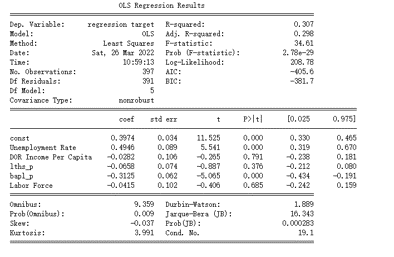 OLS Regression Results
Dep. Variable: regression target R-squared: 0.307
Model: OLS Adj. R-squared: 0.298
Method: Least Squares F-statistic: 34.61
Date: Sat, 26 Mar 2022 Prob (F-statistic): 2.78e-29
Time: 10:59:13 Log-Likelihood: 208.78
No. Observations: 397 AIC: -405.6
Df Residuals: 391 BIC: -381.7
Df Model: 5
Covariance Type: nonrobust
coef std err t P>|t| [0.025 0.975]
const 0.3974 0.034 11.525 0.000 0.330 0.465
Unemployment Rate 0.4946 0.089 5.541 0.000 0.319 0.670
DOR Income Per Capita -0.0282 0.106 -0.265 0.791 -0.238 0.181
lths_p -0.0658 0.074 -0.887 0.376 -0.212 0.080
bapl_p -0.3125 0.062 -5.065 0.000 -0.434 -0.191
Labor Force -0.0415 0.102 -0.406 0.685 -0.242 0.159
Omnibus: 9.359 Durbin-Watson: 1.889
Prob(Omnibus): 0.009 Jarque-Bera (JB): 16.343
Skew: -0.037 Prob(JB): 0.000283
Kurtosis: 3.991 Cond. No. 19.1